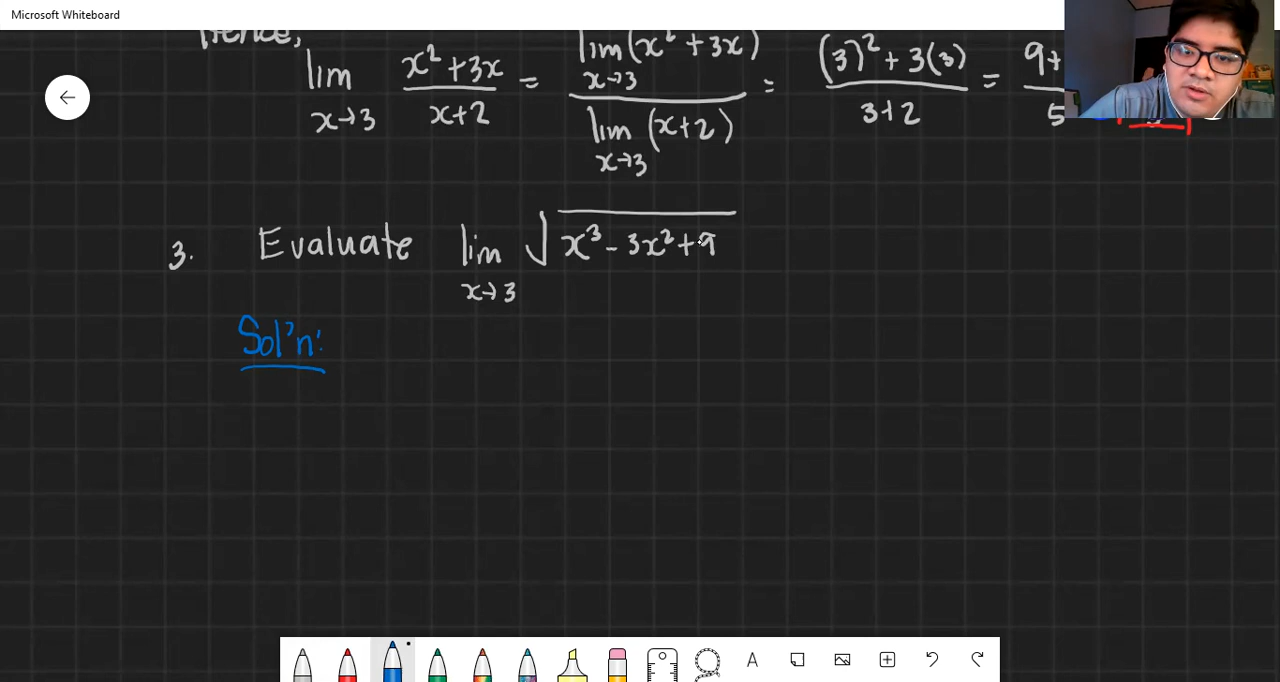 Microsoft Whiteboard
Hence,
lim x→3 (x² + 3x)/(x+2) = lim x→3 (x² + 3x) / lim x→3 (x+2) = ((3)² + 3(3))/(3+2) = 9+ / 5
3. Evaluate lim x→3 √(x³ - 3x² + 9)
Sol'n:
A